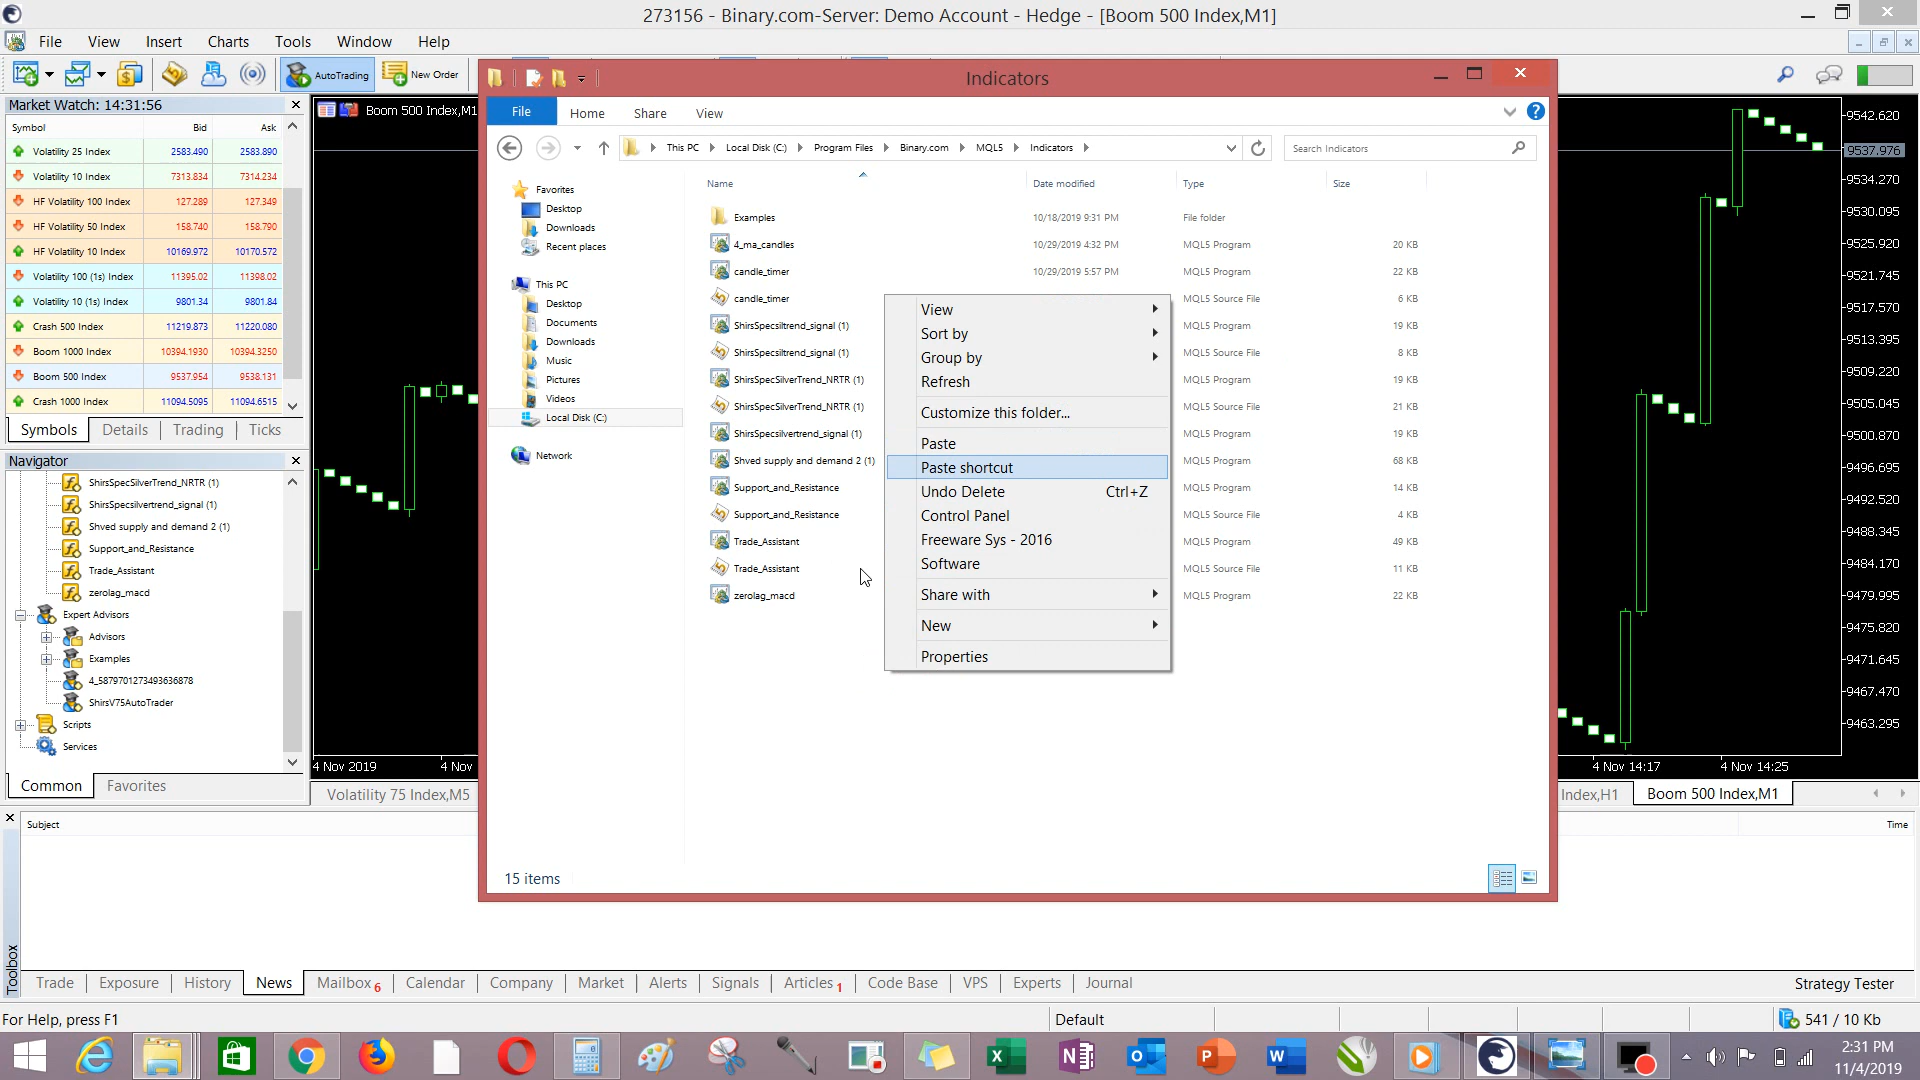 273156 - Binary.com-Server: Demo Account - Hedge - [Boom 500 Index,M1]
File View Insert Charts Tools Window Help
AutoTrading New Order
Market Watch: 14:31:56
Symbol Bid Ask
Volatility 25 Index 2583.490 2583.890
Volatility 10 Index 7313.834 7314.234
HF Volatility 100 Index 127.289 127.349
HF Volatility 50 Index 158.740 158.790
HF Volatility 10 Index 10169.972 10170.572
Volatility 100 (1s) Index 11395.02 11398.02
Volatility 10 (1s) Index 9801.34 9801.84
Crash 500 Index 11219.873 11220.080
Boom 1000 Index 10394.1930 10394.3250
Boom 500 Index 9537.954 9538.131
Crash 1000 Index 11094.5095 11094.6515
Symbols Details Trading Ticks
Navigator
ShirsSpecSilverTrend_NRTR (1)
ShirsSpecsilvertrend_signal (1)
Shved supply and demand 2 (1)
Support_and_Resistance
Trade_Assistant
zerolag_macd
Expert Advisors
Advisors
Examples
4_5879701273493636878
ShirsV75AutoTrader
Scripts
Services
Common Favorites
Boom 500 Index,M1
Indicators
File Home Share View
This PC Local Disk (C:) Program Files Binary.com MQL5 Indicators
Search Indicators
Favorites
Desktop
Downloads
Recent places
This PC
Desktop
Documents
Downloads
Music
Pictures
Videos
Local Disk (C:)
Network
Name Date modified Type Size
Examples 10/18/2019 9:31 PM File folder
4_ma_candles 10/29/2019 4:32 PM MQL5 Program 20 KB
candle_timer 10/29/2019 5:57 PM MQL5 Program 22 KB
candle_timer MQL5 Source File 6 KB
ShirsSpecsiltrend_signal (1) MQL5 Program 19 KB
ShirsSpecsiltrend_signal (1) MQL5 Source File 8 KB
ShirsSpecSilverTrend_NRTR (1) MQL5 Program 19 KB
ShirsSpecSilverTrend_NRTR (1) MQL5 Source File 21 KB
ShirsSpecsilvertrend_signal (1) MQL5 Program 19 KB
Shved supply and demand 2 (1) MQL5 Program 68 KB
Support_and_Resistance MQL5 Program 14 KB
Support_and_Resistance MQL5 Source File 4 KB
Trade_Assistant MQL5 Program 49 KB
Trade_Assistant MQL5 Source File 11 KB
zerolag_macd MQL5 Program 22 KB
View
Sort by
Group by
Refresh
Customize this folder...
Paste
Paste shortcut
Undo Delete Ctrl+Z
Control Panel
Freeware Sys - 2016
Software
Share with
New
Properties
15 items
9542.620
9537.976
9534.270
9530.095
9525.920
9521.745
9517.570
9513.395
9509.220
9505.045
9500.870
9496.695
9492.520
9488.345
9484.170
9479.995
9475.820
9471.645
9467.470
9463.295
4 Nov 2019 4 Nov 4 Nov 14:17 4 Nov 14:25
Volatility 75 Index,M5 Index,H1 Boom 500 Index,M1
Subject Time
Toolbox
Trade Exposure History News Mailbox 6 Calendar Company Market Alerts Signals Articles 1 Code Base VPS Experts Journal Strategy Tester
For Help, press F1 Default 541 / 10 Kb
2:31 PM
11/4/2019